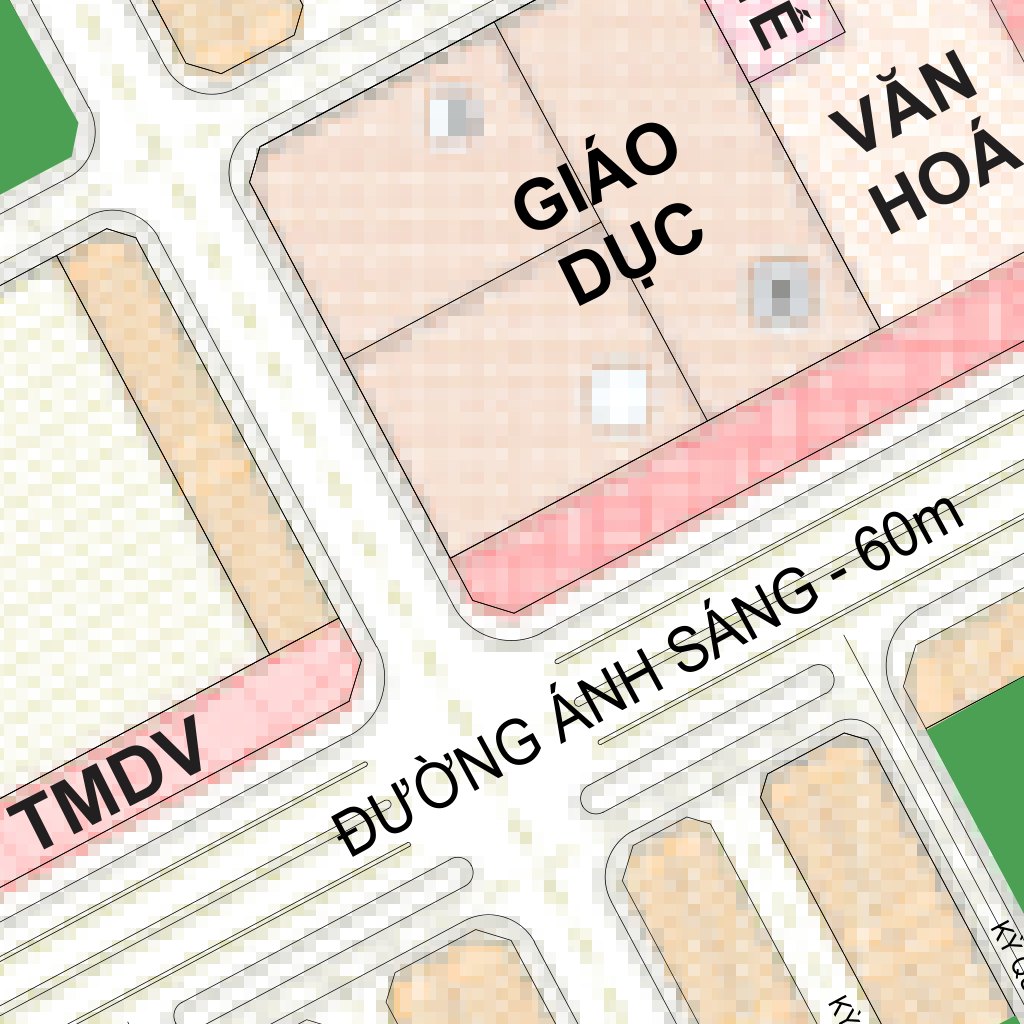 VĂN
HOÁ
GIÁO
DỤC
ĐƯỜNG ÁNH SÁNG - 60m
TMDV